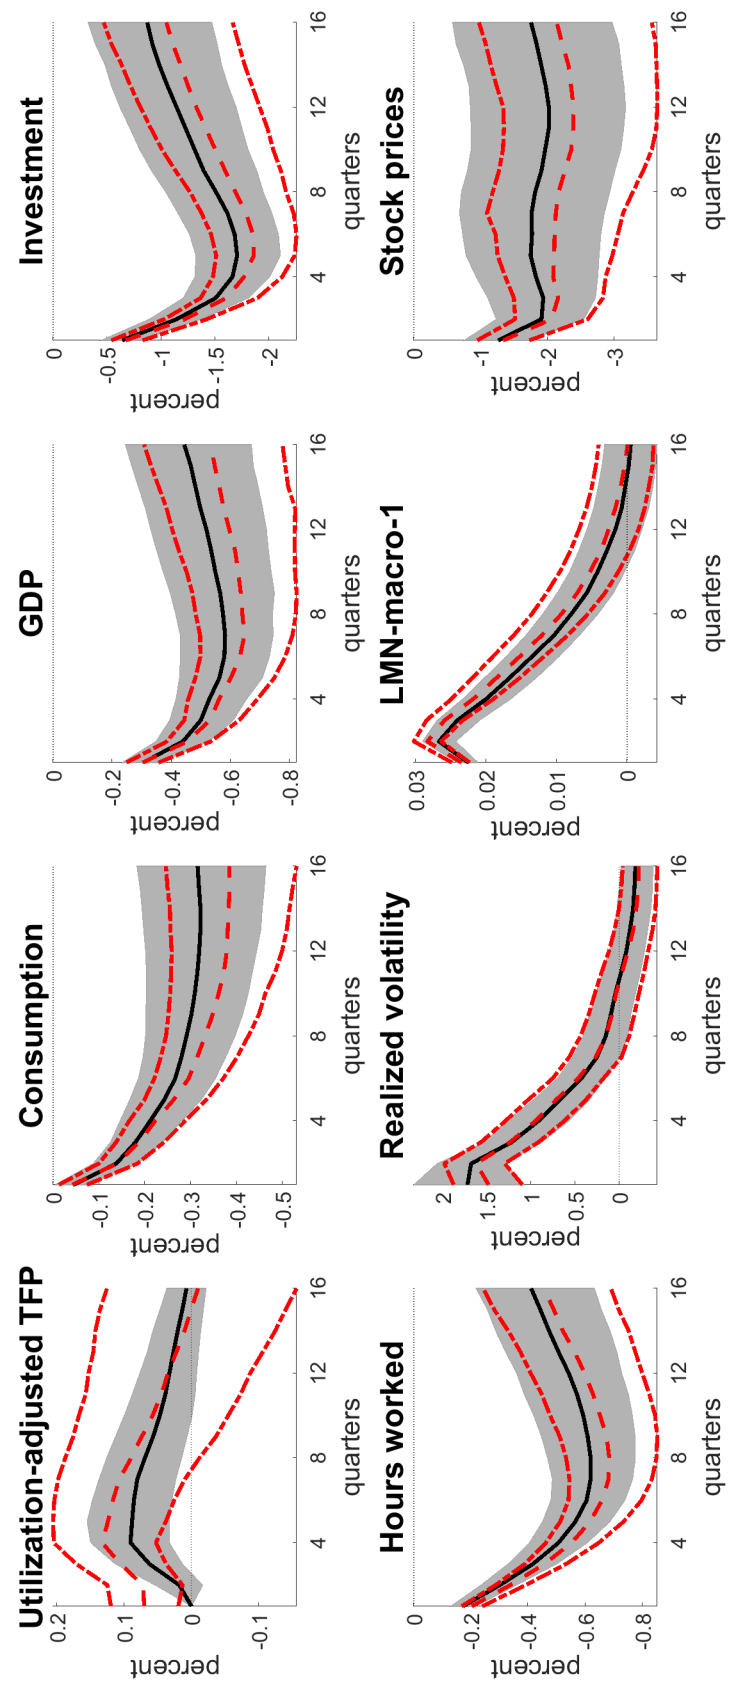 Utilization-adjusted TFP
percent
0.2
0.1
0
-0.1
4
8
12
16
quarters
Consumption
percent
0
-0.1
-0.2
-0.3
-0.4
-0.5
4
8
12
16
quarters
GDP
percent
0
-0.2
-0.4
-0.6
-0.8
4
8
12
16
quarters
Investment
percent
0
-0.5
-1
-1.5
-2
4
8
12
16
quarters
Hours worked
percent
0
-0.2
-0.4
-0.6
-0.8
4
8
12
16
quarters
Realized volatility
percent
2
1.5
1
0.5
0
4
8
12
16
quarters
LMN-macro-1
percent
0.03
0.02
0.01
0
4
8
12
16
quarters
Stock prices
percent
0
-1
-2
-3
4
8
12
16
quarters